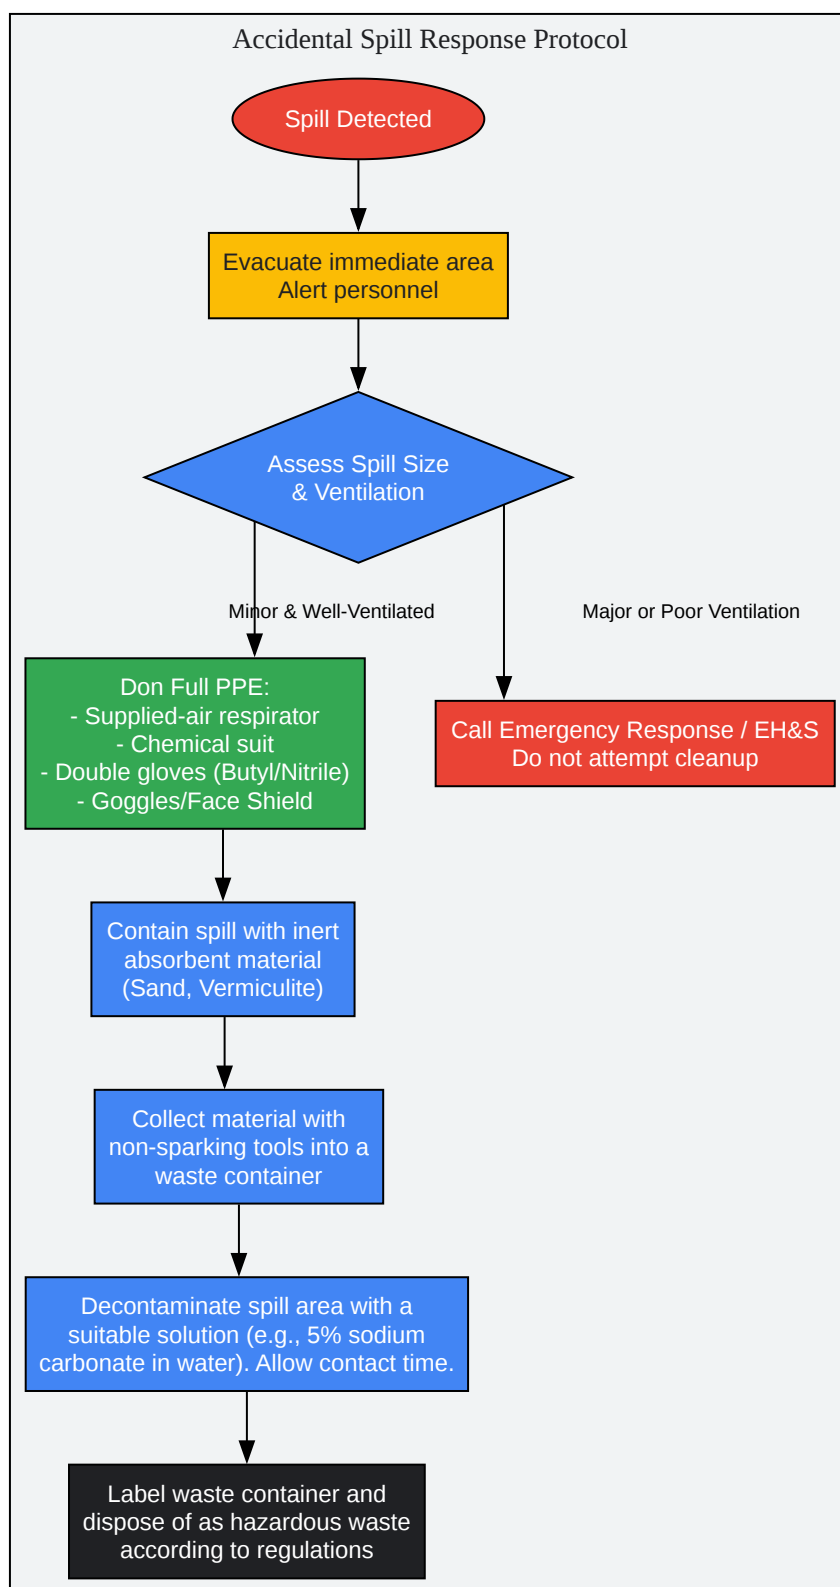 Accidental Spill Response Protocol
Spill Detected
Evacuate immediate area
Alert personnel
Assess Spill Size
& Ventilation
Minor & Well-Ventilated
Major or Poor Ventilation
Don Full PPE:
- Supplied-air respirator
- Chemical suit
- Double gloves (Butyl/Nitrile)
- Goggles/Face Shield
Call Emergency Response / EH&S
Do not attempt cleanup
Contain spill with inert
absorbent material
(Sand, Vermiculite)
Collect material with
non-sparking tools into a
waste container
Decontaminate spill area with a
suitable solution (e.g., 5% sodium
carbonate in water). Allow contact time.
Label waste container and
dispose of as hazardous waste
according to regulations